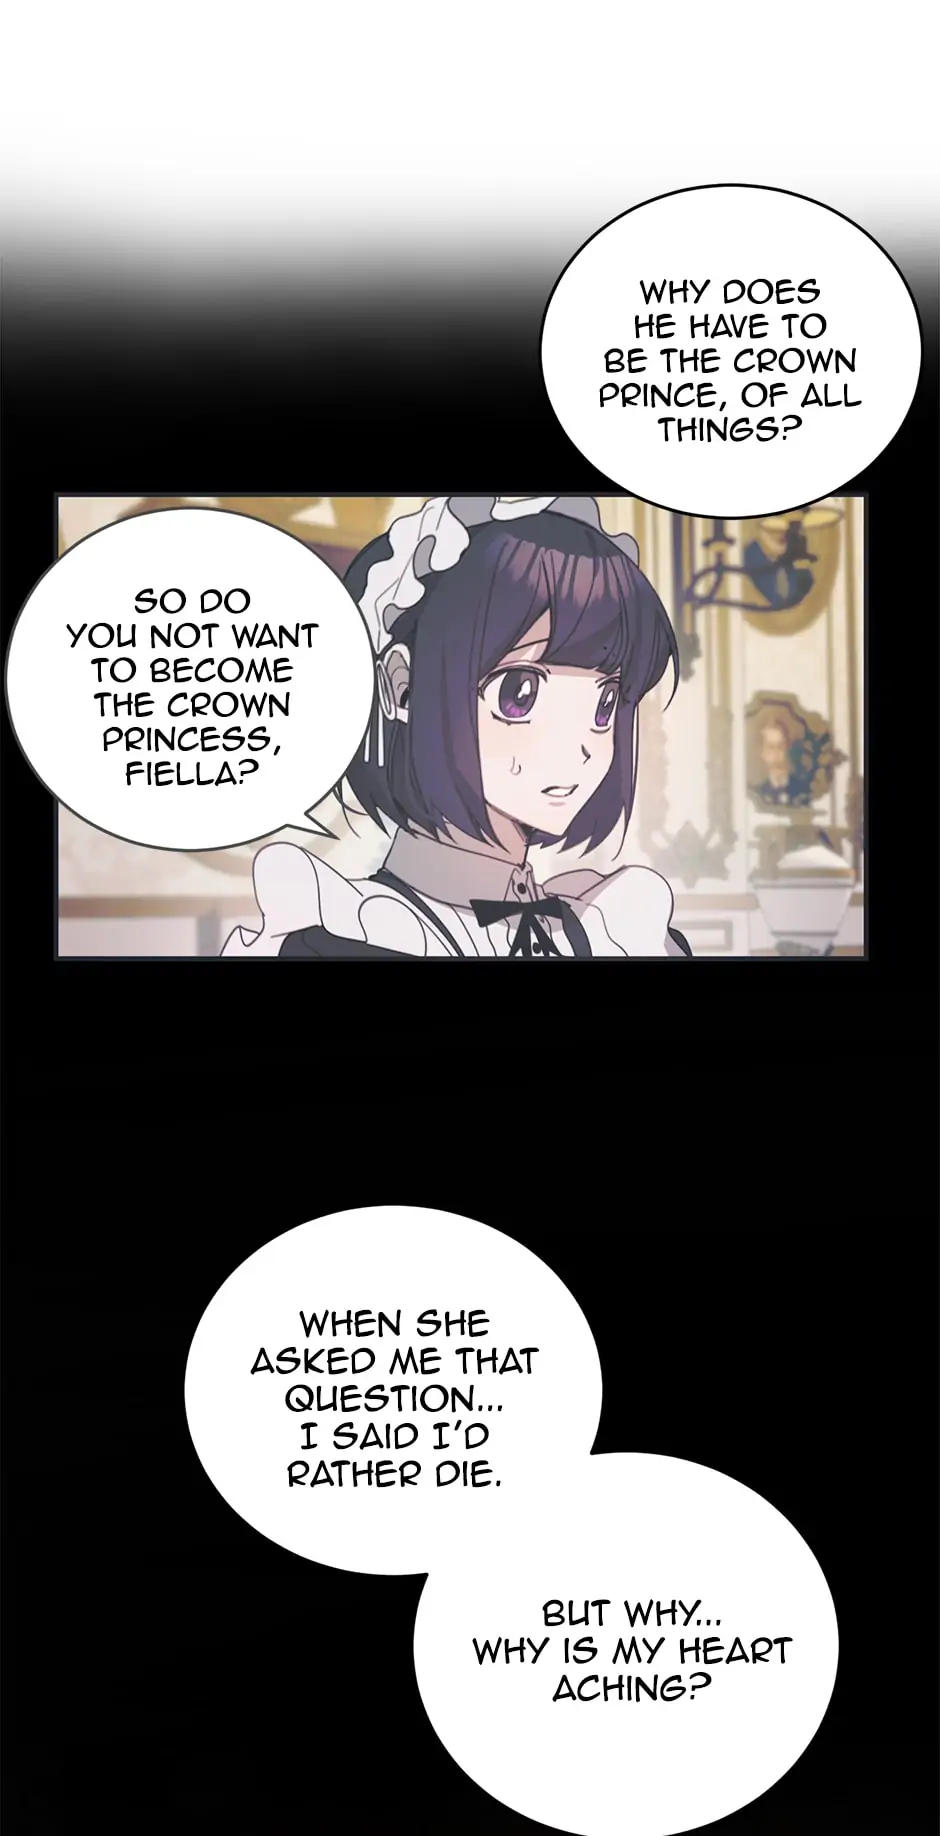 WHY DOES
HE HAVE TO
BE THE CROWN
PRINCE, OF ALL
THINGS?
SO DO
YOU NOT WANT
TO BECOME
THE CROWN
PRINCESS,
FIELLA?
WHEN SHE
ASKED ME THAT
QUESTION...
I SAID I'D
RATHER DIE.
BUT WHY...
WHY IS MY HEART
ACHING?